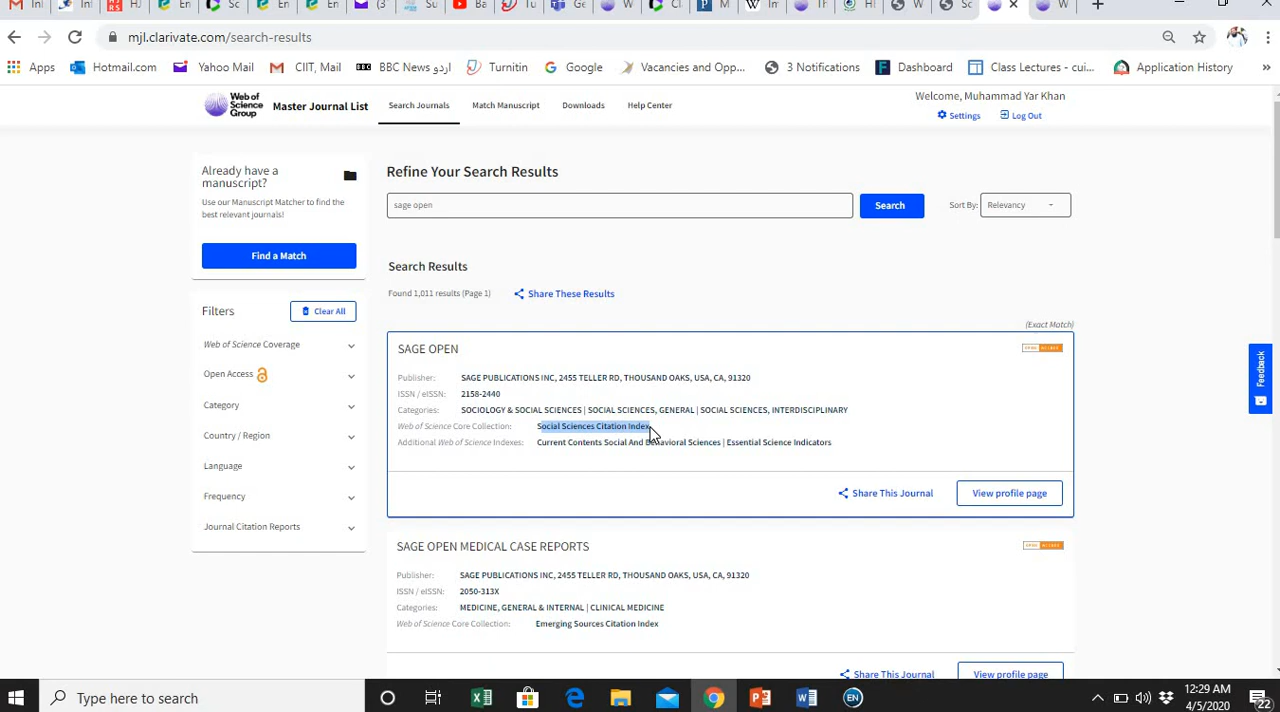 mjl.clarivate.com/search-results
Apps Hotmail.com Yahoo Mail CIIT, Mail BBC News اردو Turnitin Google Vacancies and Opp... 3 Notifications Dashboard Class Lectures - cui... Application History »
Web of Science Group Master Journal List Search Journals Match Manuscript Downloads Help Center
Welcome, Muhammad Yar Khan
Settings Log Out
Already have a manuscript?
Use our Manuscript Matcher to find the
best relevant journals!
Find a Match
Filters Clear All
Web of Science Coverage
Open Access
Category
Country / Region
Language
Frequency
Journal Citation Reports
Refine Your Search Results
sage open Search Sort By: Relevancy
Search Results
Found 1,011 results (Page 1) Share These Results
(Exact Match)
SAGE OPEN OPEN ACCESS
Publisher: SAGE PUBLICATIONS INC, 2455 TELLER RD, THOUSAND OAKS, USA, CA, 91320
ISSN / eISSN: 2158-2440
Categories: SOCIOLOGY & SOCIAL SCIENCES | SOCIAL SCIENCES, GENERAL | SOCIAL SCIENCES, INTERDISCIPLINARY
Web of Science Core Collection: Social Sciences Citation Index
Additional Web of Science Indexes: Current Contents Social And Behavioral Sciences | Essential Science Indicators
Share This Journal View profile page
SAGE OPEN MEDICAL CASE REPORTS OPEN ACCESS
Publisher: SAGE PUBLICATIONS INC, 2455 TELLER RD, THOUSAND OAKS, USA, CA, 91320
ISSN / eISSN: 2050-313X
Categories: MEDICINE, GENERAL & INTERNAL | CLINICAL MEDICINE
Web of Science Core Collection: Emerging Sources Citation Index
Share This Journal View profile page
Feedback
Type here to search
EN
12:29 AM
4/5/2020
22